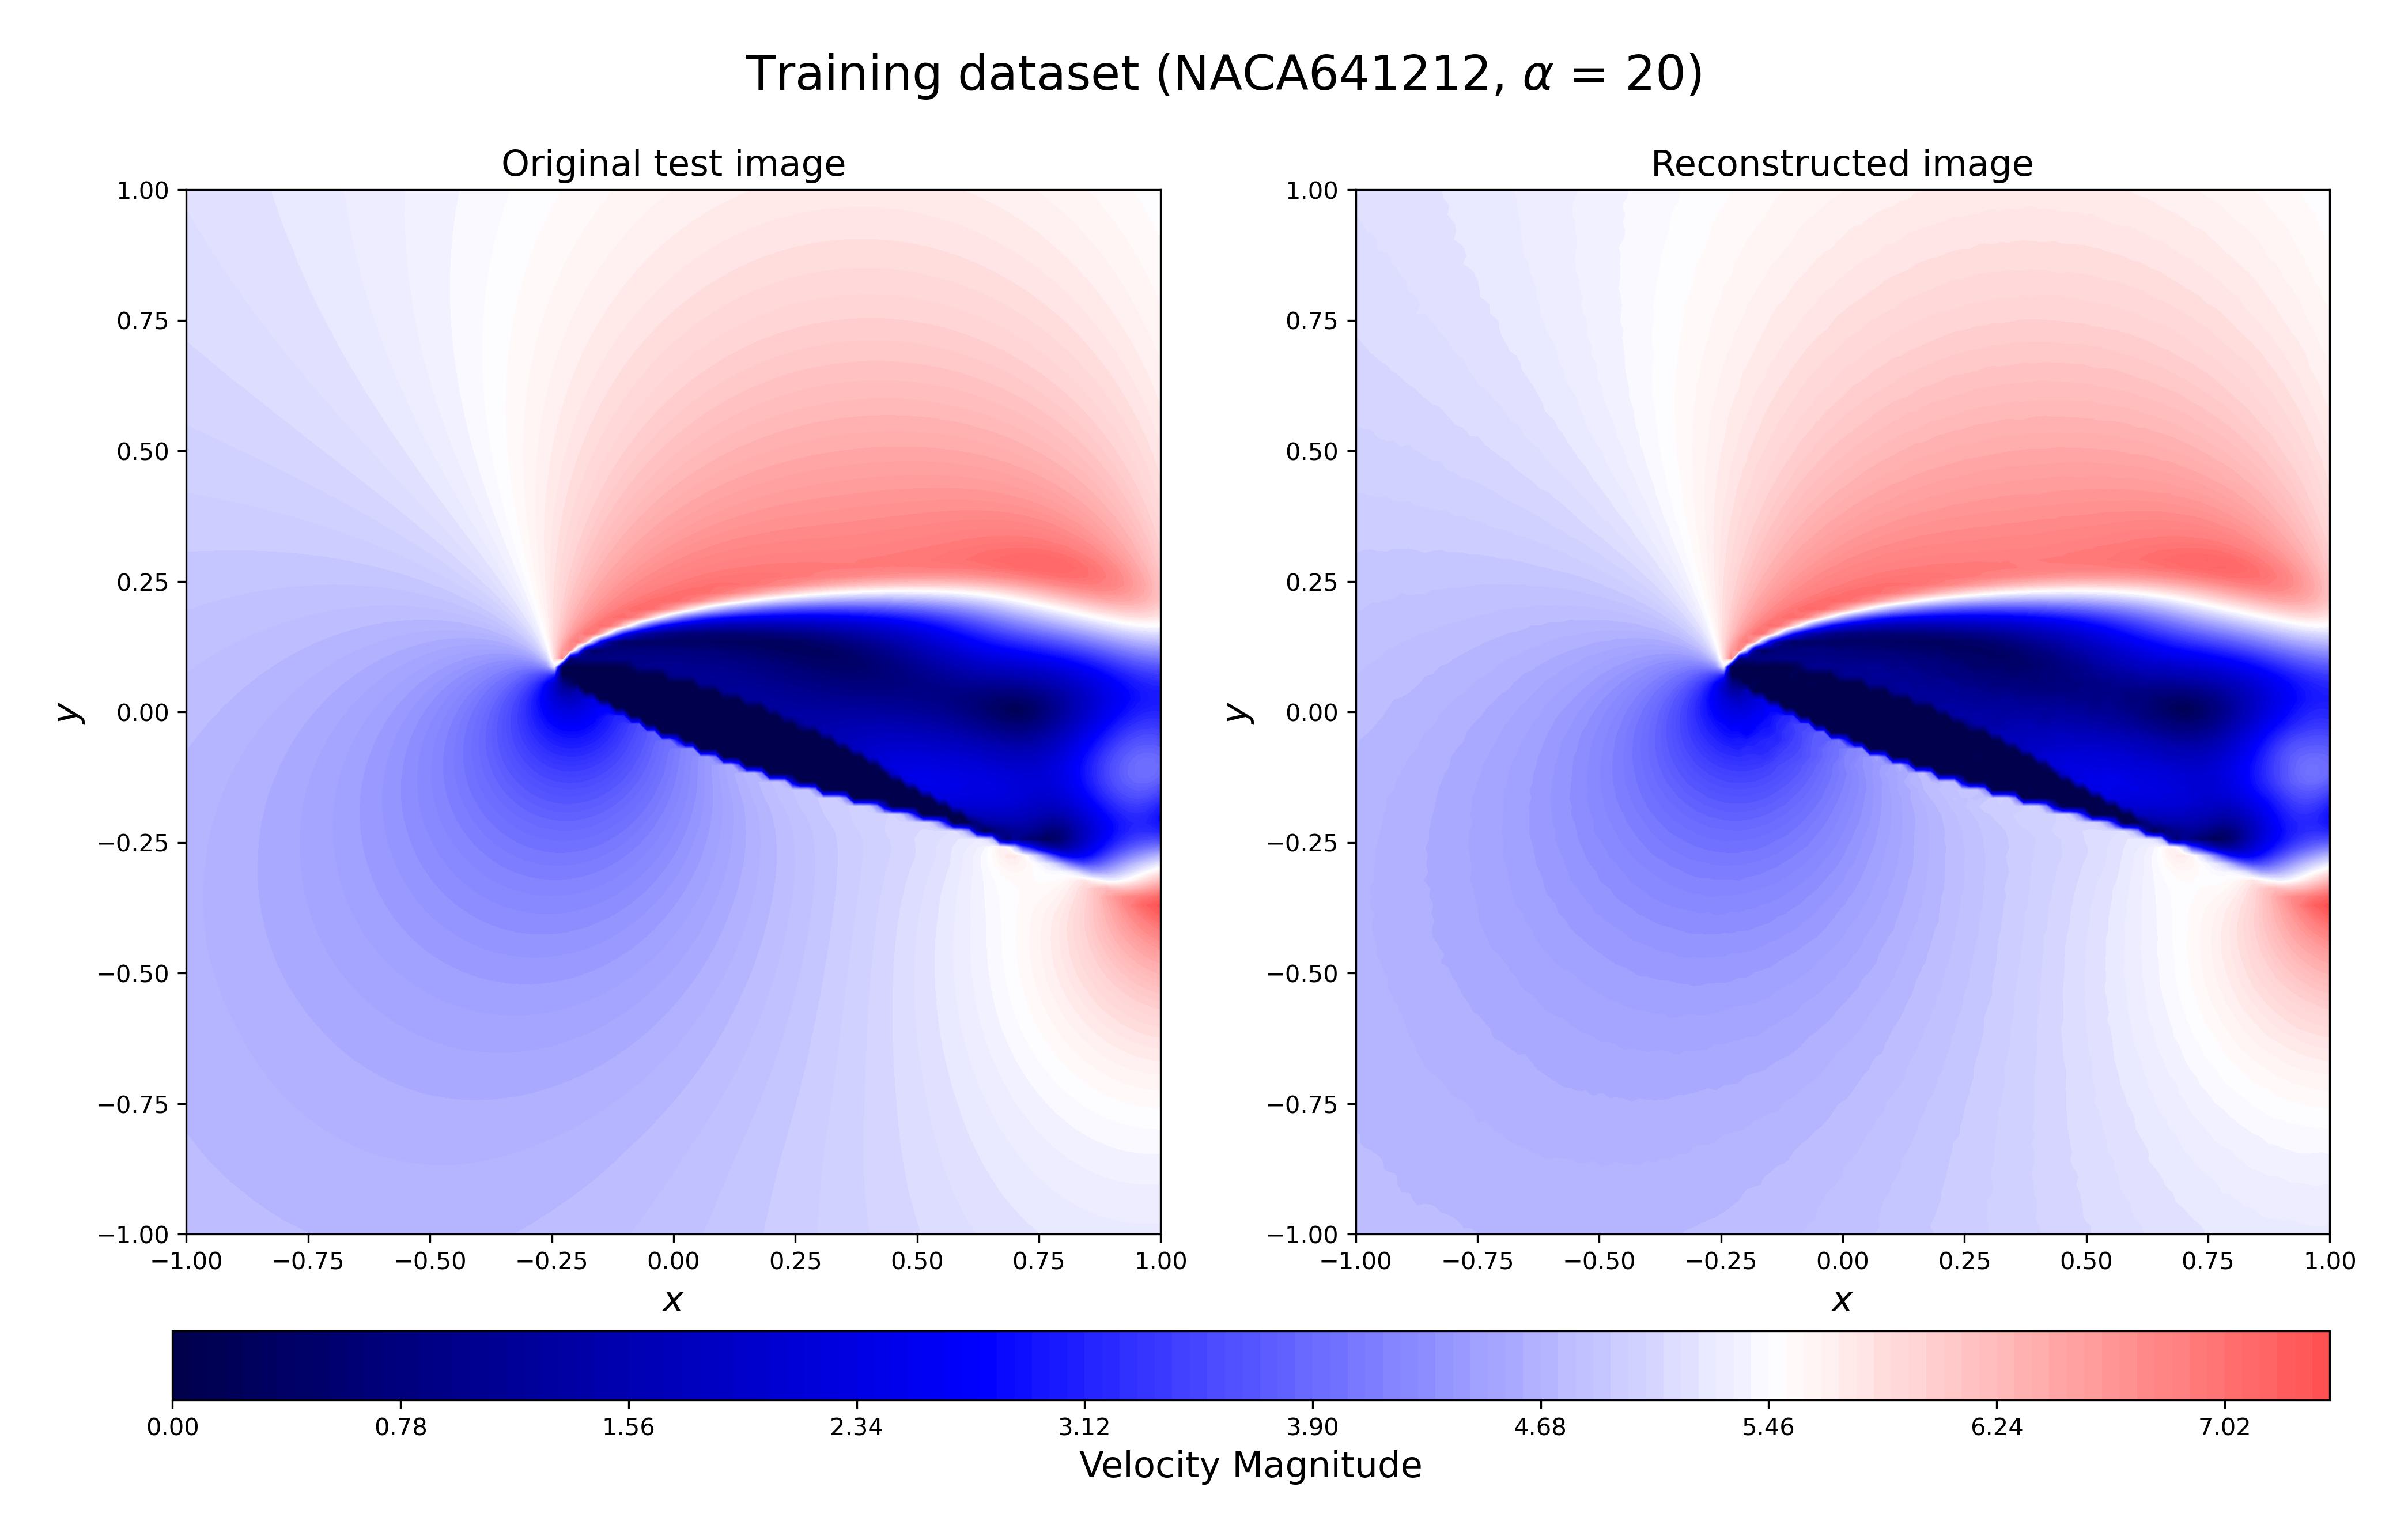 Training dataset (NACA641212, α = 20)
Original test image
Reconstructed image
1.00
0.75
0.50
0.25
0.00
−0.25
−0.50
−0.75
−1.00
y
−1.00 −0.75 −0.50 −0.25 0.00 0.25 0.50 0.75 1.00
x
1.00
0.75
0.50
0.25
0.00
−0.25
−0.50
−0.75
−1.00
y
−1.00 −0.75 −0.50 −0.25 0.00 0.25 0.50 0.75 1.00
x
0.00 0.78 1.56 2.34 3.12 3.90 4.68 5.46 6.24 7.02
Velocity Magnitude